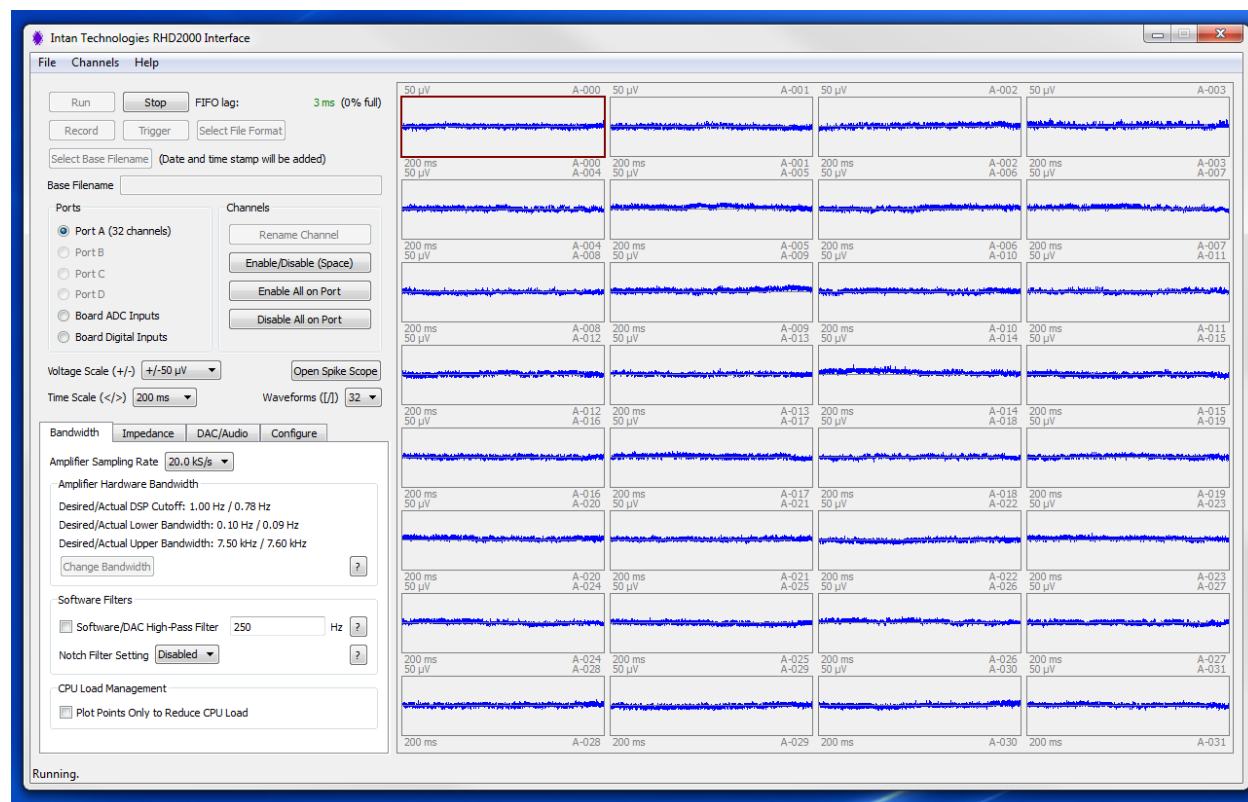 Intan Technologies RHD2000 Interface
File Channels Help
Run Stop FIFO lag: 3 ms (0% full)
Record Trigger Select File Format
Select Base Filename (Date and time stamp will be added)
Base Filename
Ports Channels
Port A (32 channels) Rename Channel
Port B Enable/Disable (Space)
Port C
Port D Enable All on Port
Board ADC Inputs Disable All on Port
Board Digital Inputs
Voltage Scale (+/-) +/-50 µV Open Spike Scope
Time Scale (</>) 200 ms Waveforms ([/]) 32
Bandwidth Impedance DAC/Audio Configure
Amplifier Sampling Rate 20.0 kS/s
Amplifier Hardware Bandwidth
Desired/Actual DSP Cutoff: 1.00 Hz / 0.78 Hz
Desired/Actual Lower Bandwidth: 0.10 Hz / 0.09 Hz
Desired/Actual Upper Bandwidth: 7.50 kHz / 7.60 kHz
Change Bandwidth ?
Software Filters
Software/DAC High-Pass Filter 250 Hz ?
Notch Filter Setting Disabled ?
CPU Load Management
Plot Points Only to Reduce CPU Load
50 µV A-000 50 µV A-001 50 µV A-002 50 µV A-003
200 ms A-000 200 ms A-001 200 ms A-002 200 ms A-003
50 µV A-004 50 µV A-005 50 µV A-006 50 µV A-007
200 ms A-004 200 ms A-005 200 ms A-006 200 ms A-007
50 µV A-008 50 µV A-009 50 µV A-010 50 µV A-011
200 ms A-008 200 ms A-009 200 ms A-010 200 ms A-011
50 µV A-012 50 µV A-013 50 µV A-014 50 µV A-015
200 ms A-012 200 ms A-013 200 ms A-014 200 ms A-015
50 µV A-016 50 µV A-017 50 µV A-018 50 µV A-019
200 ms A-016 200 ms A-017 200 ms A-018 200 ms A-019
50 µV A-020 50 µV A-021 50 µV A-022 50 µV A-023
200 ms A-020 200 ms A-021 200 ms A-022 200 ms A-023
50 µV A-024 50 µV A-025 50 µV A-026 50 µV A-027
200 ms A-024 200 ms A-025 200 ms A-026 200 ms A-027
50 µV A-028 50 µV A-029 50 µV A-030 50 µV A-031
200 ms A-028 200 ms A-029 200 ms A-030 200 ms A-031
Running.